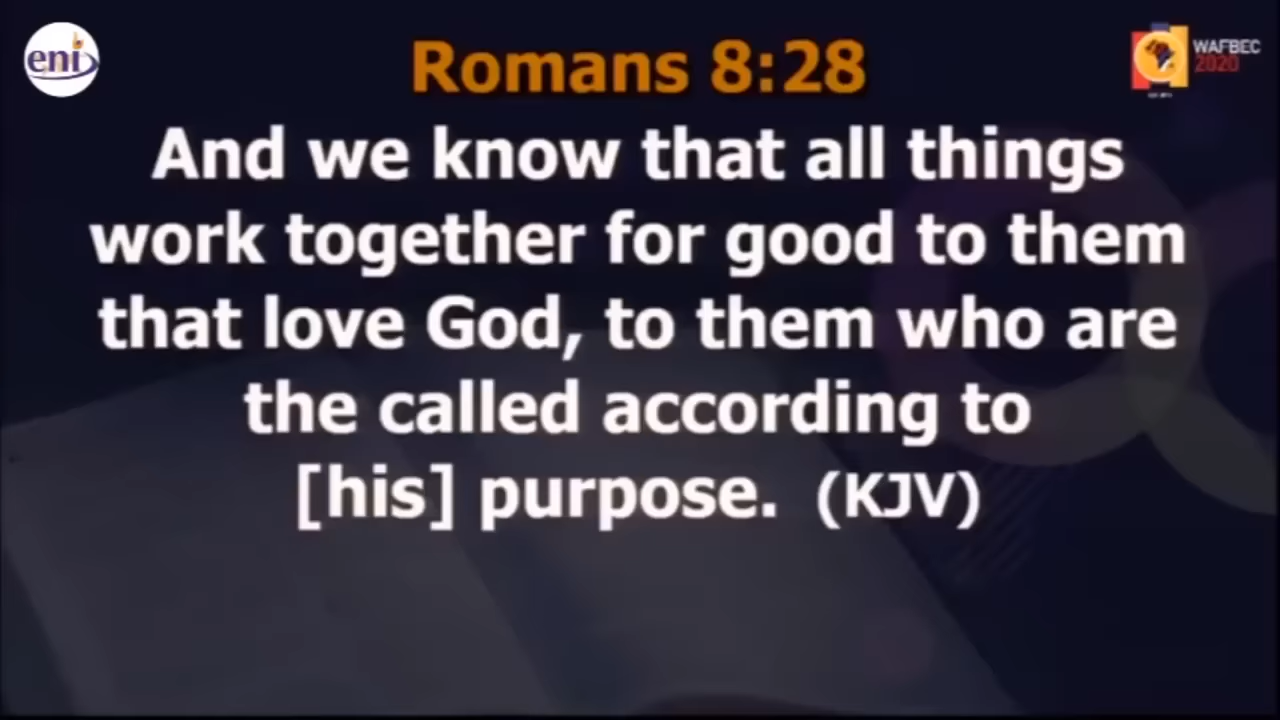 eni
Romans 8:28
WAFBEC
2020
And we know that all things
work together for good to them
that love God, to them who are
the called according to
[his] purpose. (KJV)